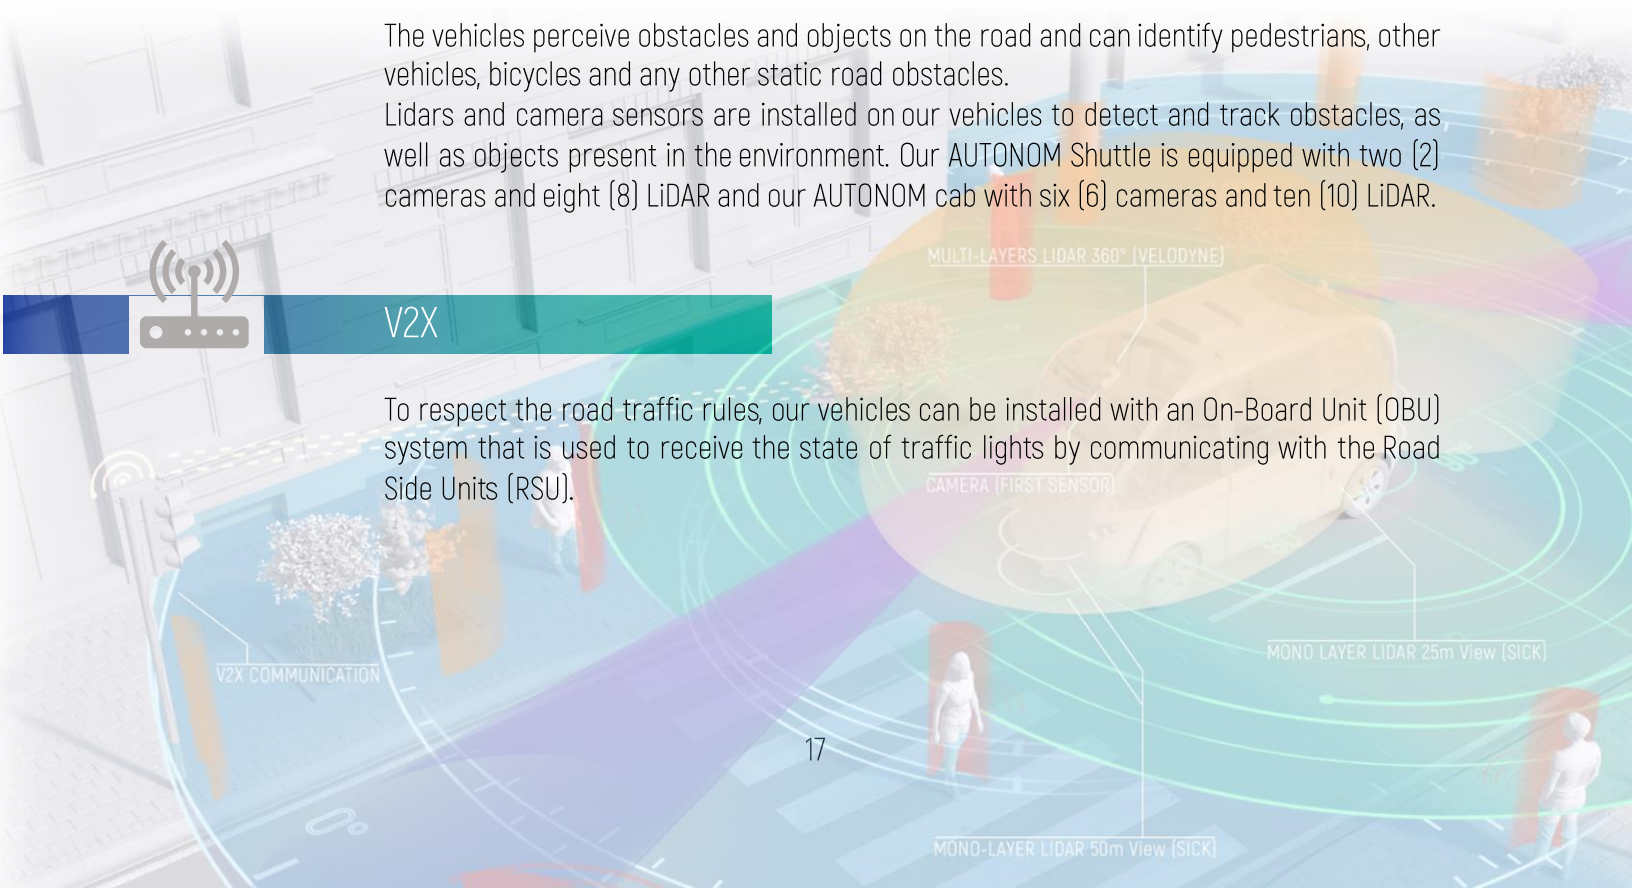 The vehicles perceive obstacles and objects on the road and can identify pedestrians, other
vehicles, bicycles and any other static road obstacles.
Lidars and camera sensors are installed on our vehicles to detect and track obstacles, as
well as objects present in the environment. Our AUTONOM Shuttle is equipped with two (2)
cameras and eight (8) LiDAR and our AUTONOM cab with six (6) cameras and ten (10) LiDAR.
MULTI-LAYERS LIDAR 360° (VELODYNE)
V2X
To respect the road traffic rules, our vehicles can be installed with an On-Board Unit (OBU)
system that is used to receive the state of traffic lights by communicating with the Road
Side Units (RSU).
CAMERA (FIRST SENSOR)
MONO LAYER LIDAR 25m View (SICK)
V2X COMMUNICATION
17
MONO-LAYER LIDAR 50m View (SICK)